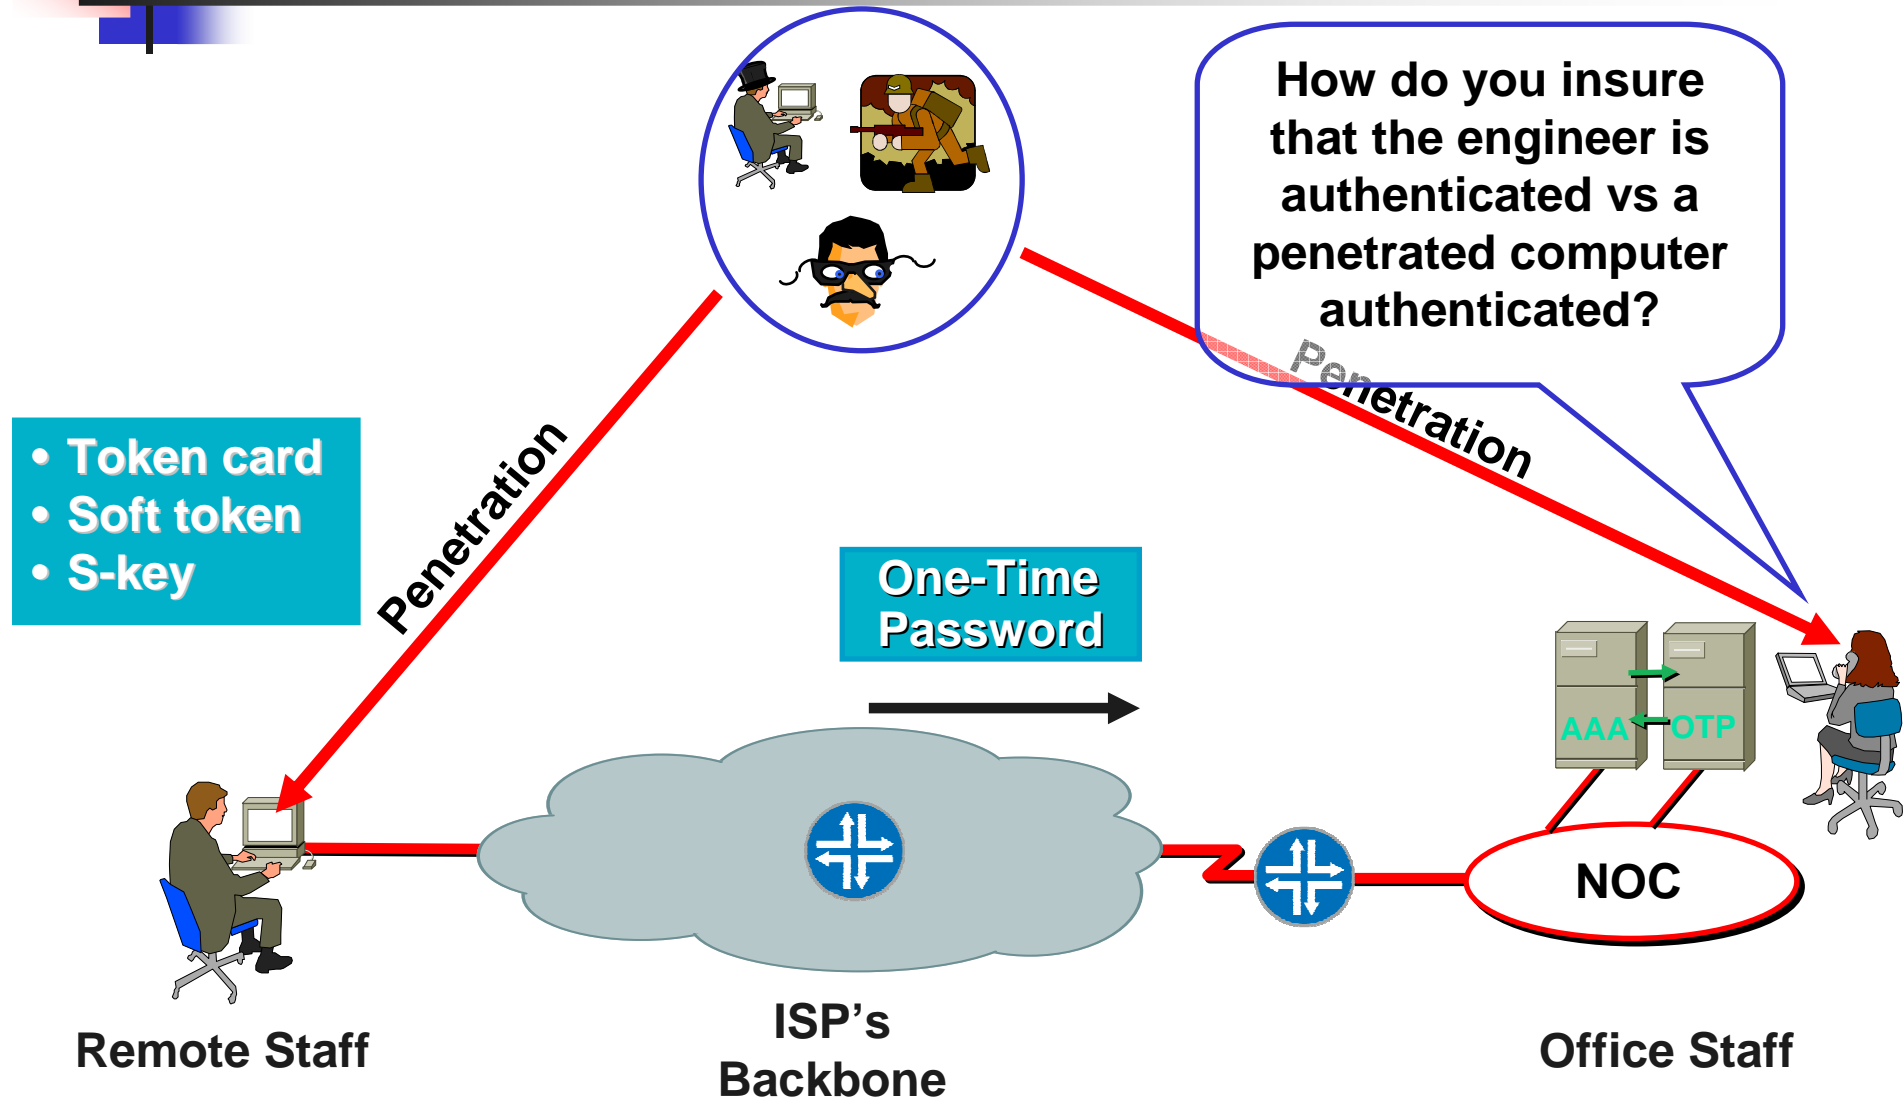 How do you insure
that the engineer is
authenticated vs a
penetrated computer
authenticated?
Penetration
Penetration
• Token card
• Soft token
• S-key
One-Time
Password
AAA
OTP
NOC
Remote Staff
ISP’s
Backbone
Office Staff